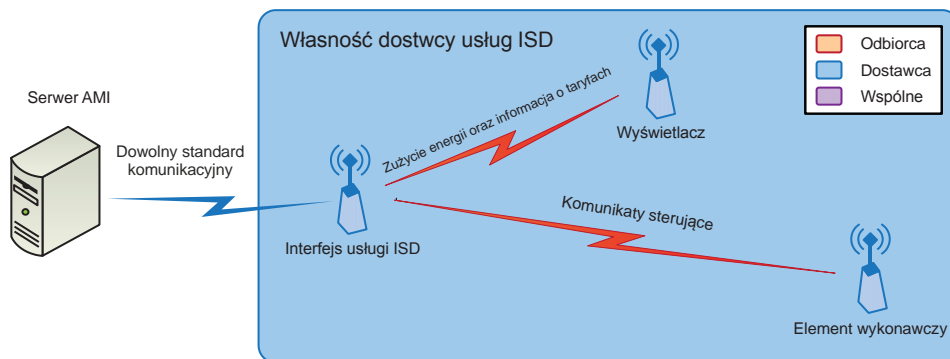 Własność dostwcy usług ISD
Odbiorca
Dostawca
Wspólne
Serwer AMI
Dowolny standard
komunikacyjny
Zużycie energii oraz informacja o taryfach
Wyświetlacz
Interfejs usługi ISD
Komunikaty sterujące
Element wykonawczy